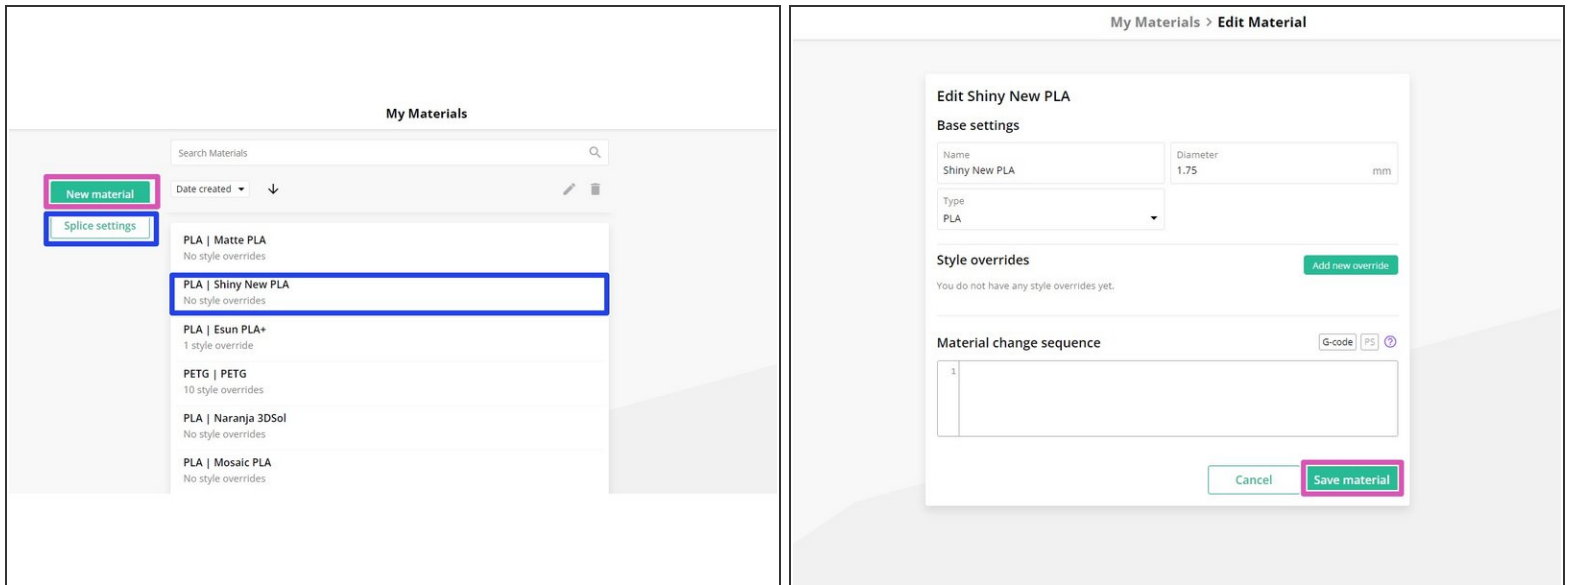 My Materials
Search Materials
New material
Date created
Splice settings
PLA | Matte PLA
No style overrides
PLA | Shiny New PLA
No style overrides
PLA | Esun PLA+
1 style override
PETG | PETG
10 style overrides
PLA | Naranja 3DSol
No style overrides
PLA | Mosaic PLA
No style overrides
My Materials > Edit Material
Edit Shiny New PLA
Base settings
Name
Shiny New PLA
Diameter
1.75 mm
Type
PLA
Style overrides
Add new override
You do not have any style overrides yet.
Material change sequence
G-code PS ?
1
Cancel
Save material